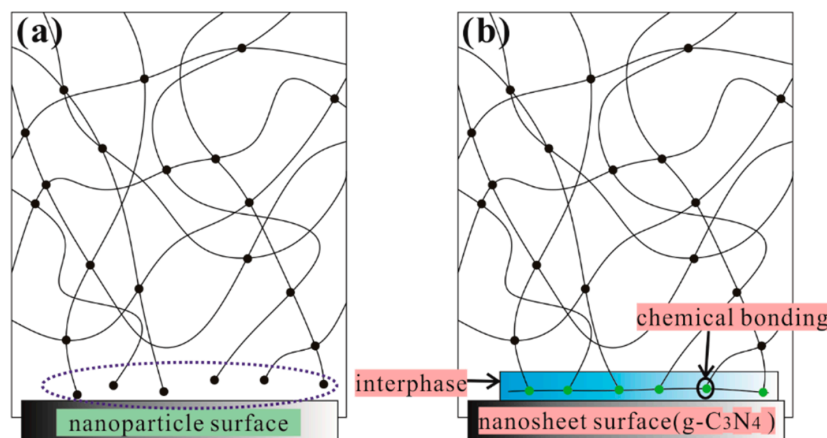 (a)
nanoparticle surface
(b)
chemical bonding
interphase
nanosheet surface(g-C3N4 )